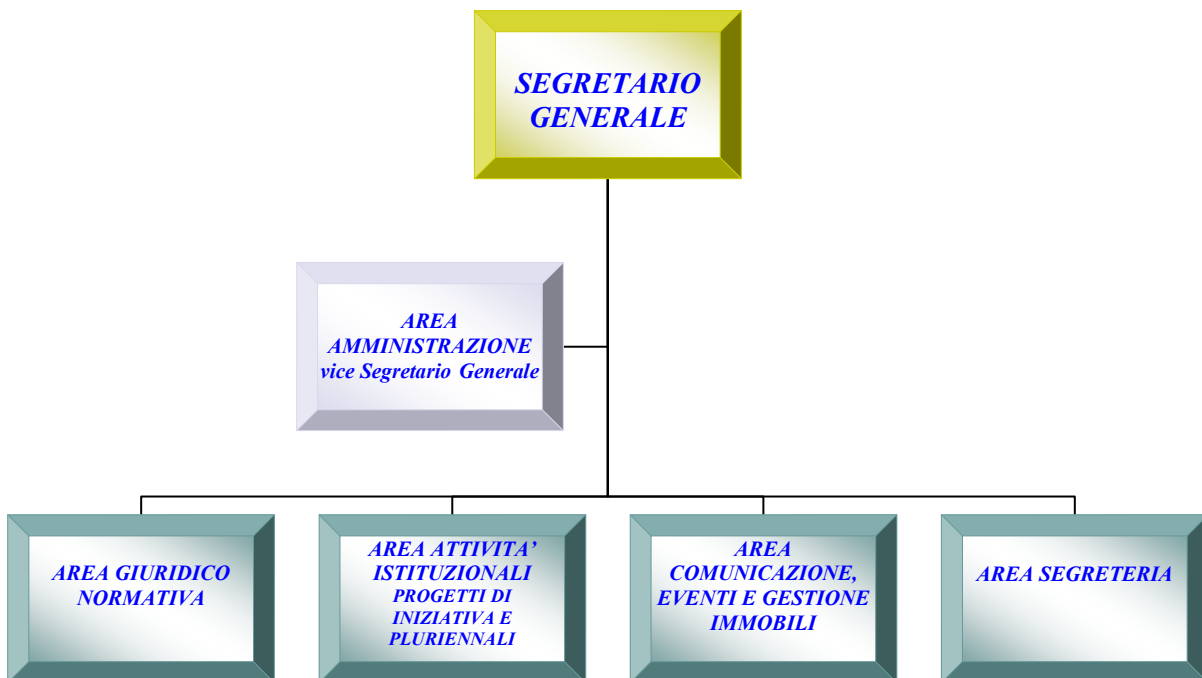 SEGRETARIO
GENERALE
AREA
AMMINISTRAZIONE
vice Segretario Generale
AREA GIURIDICO
NORMATIVA
AREA ATTIVITA’
ISTITUZIONALI
PROGETTI DI
INIZIATIVA E
PLURIENNALI
AREA
COMUNICAZIONE,
EVENTI E GESTIONE
IMMOBILI
AREA SEGRETERIA